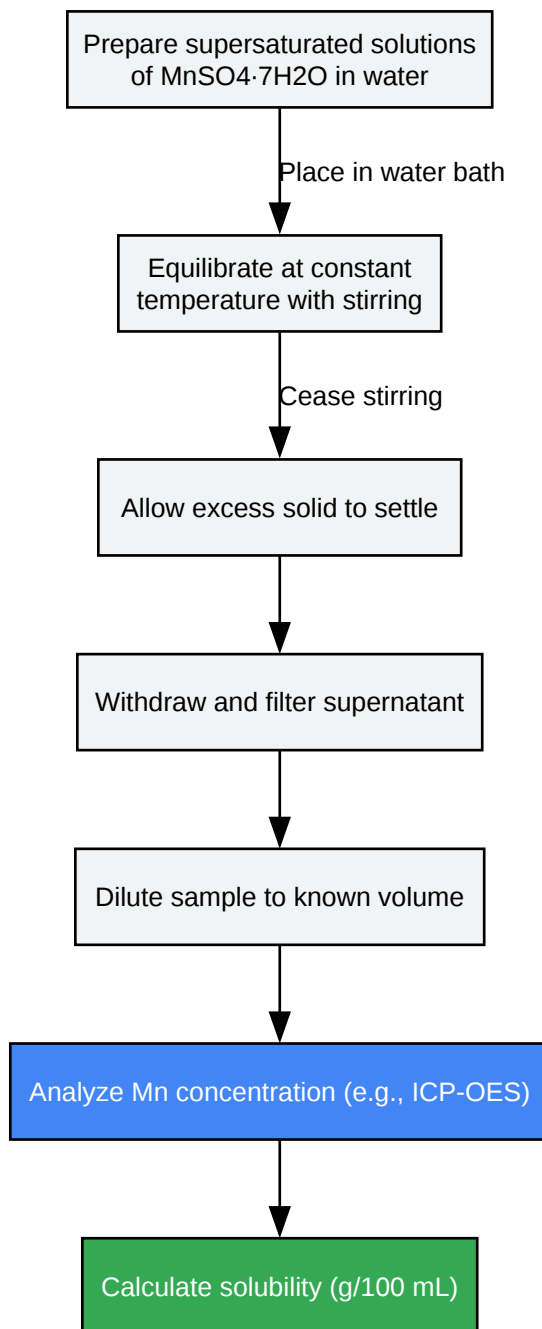 Prepare supersaturated solutions
of MnSO4·7H2O in water
Place in water bath
Equilibrate at constant
temperature with stirring
Cease stirring
Allow excess solid to settle
Withdraw and filter supernatant
Dilute sample to known volume
Analyze Mn concentration (e.g., ICP-OES)
Calculate solubility (g/100 mL)